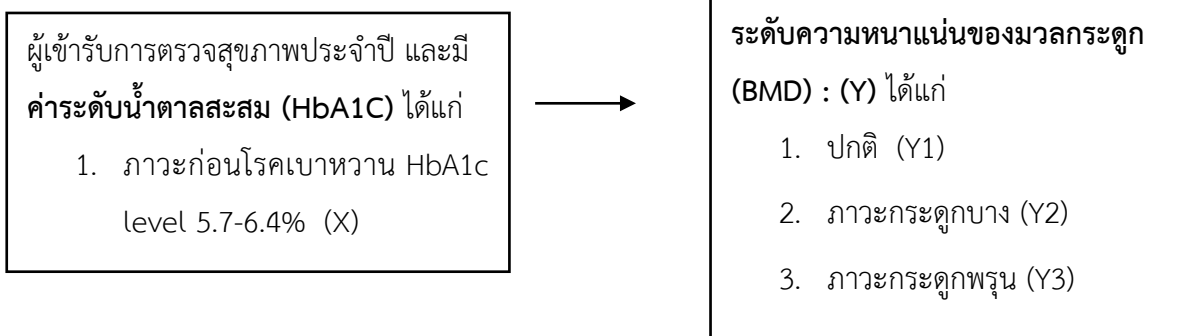 ผู้เข้ารับการตรวจสุขภาพประจำปี และมี
ค่าระดับน้ำตาลสะสม (HbA1C) ได้แก่
1. ภาวะก่อนโรคเบาหวาน HbA1c
level 5.7-6.4% (X)
ระดับความหนาแน่นของมวลกระดูก
(BMD) : (Y) ได้แก่
1. ปกติ (Y1)
2. ภาวะกระดูกบาง (Y2)
3. ภาวะกระดูกพรุน (Y3)